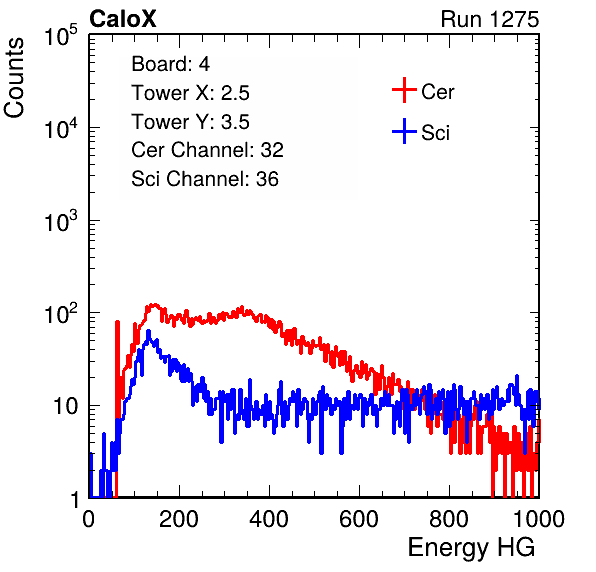 CaloX Run 1275
Counts
10^5
10^4
10^3
10^2
10
1
Board: 4
Tower X: 2.5
Tower Y: 3.5
Cer Channel: 32
Sci Channel: 36
Cer
Sci
0 200 400 600 800 1000
Energy HG